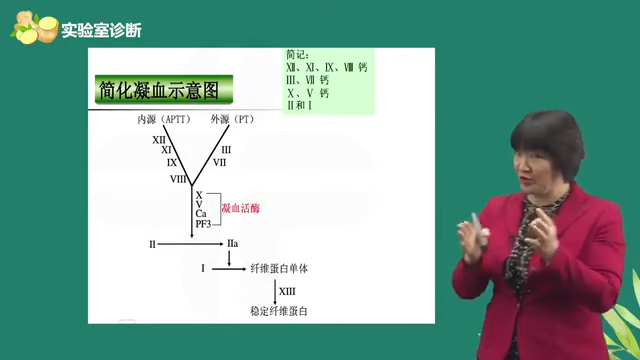 实验室诊断
简记：
Ⅻ、Ⅺ、Ⅸ、Ⅷ 钙
Ⅲ、Ⅶ 钙
Ⅹ、Ⅴ 钙
Ⅱ和Ⅰ
简化凝血示意图
内源（APTT） 外源（PT）
XII
XI
III
IX
VII
VIII
X
V
Ca
PF3
凝血活酶
II
IIa
I
纤维蛋白单体
XIII
稳定纤维蛋白